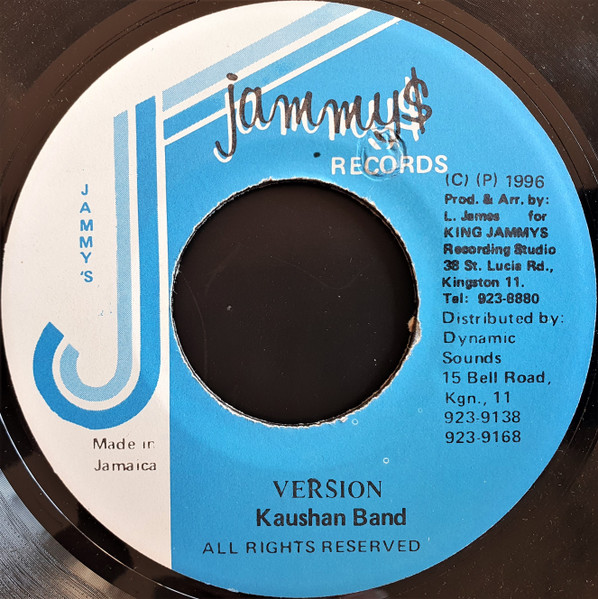 jammy$
RECORDS
JAMMY'S
(C) (P) 1996
Prod. & Arr. by:
L. James for
KING JAMMYS
Recording Studio
38 St. Lucia Rd.,
Kingston 11.
Tel: 923-8880
Distributed by:
Dynamic
Sounds
15 Bell Road,
Kgn., 11
923-9138
923-9168
Made in
Jamaica
VERSION
Kaushan Band
ALL RIGHTS RESERVED